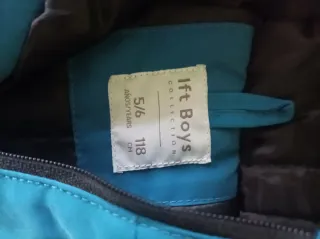 lft Boys
COLLECTION
5/6 118
CM